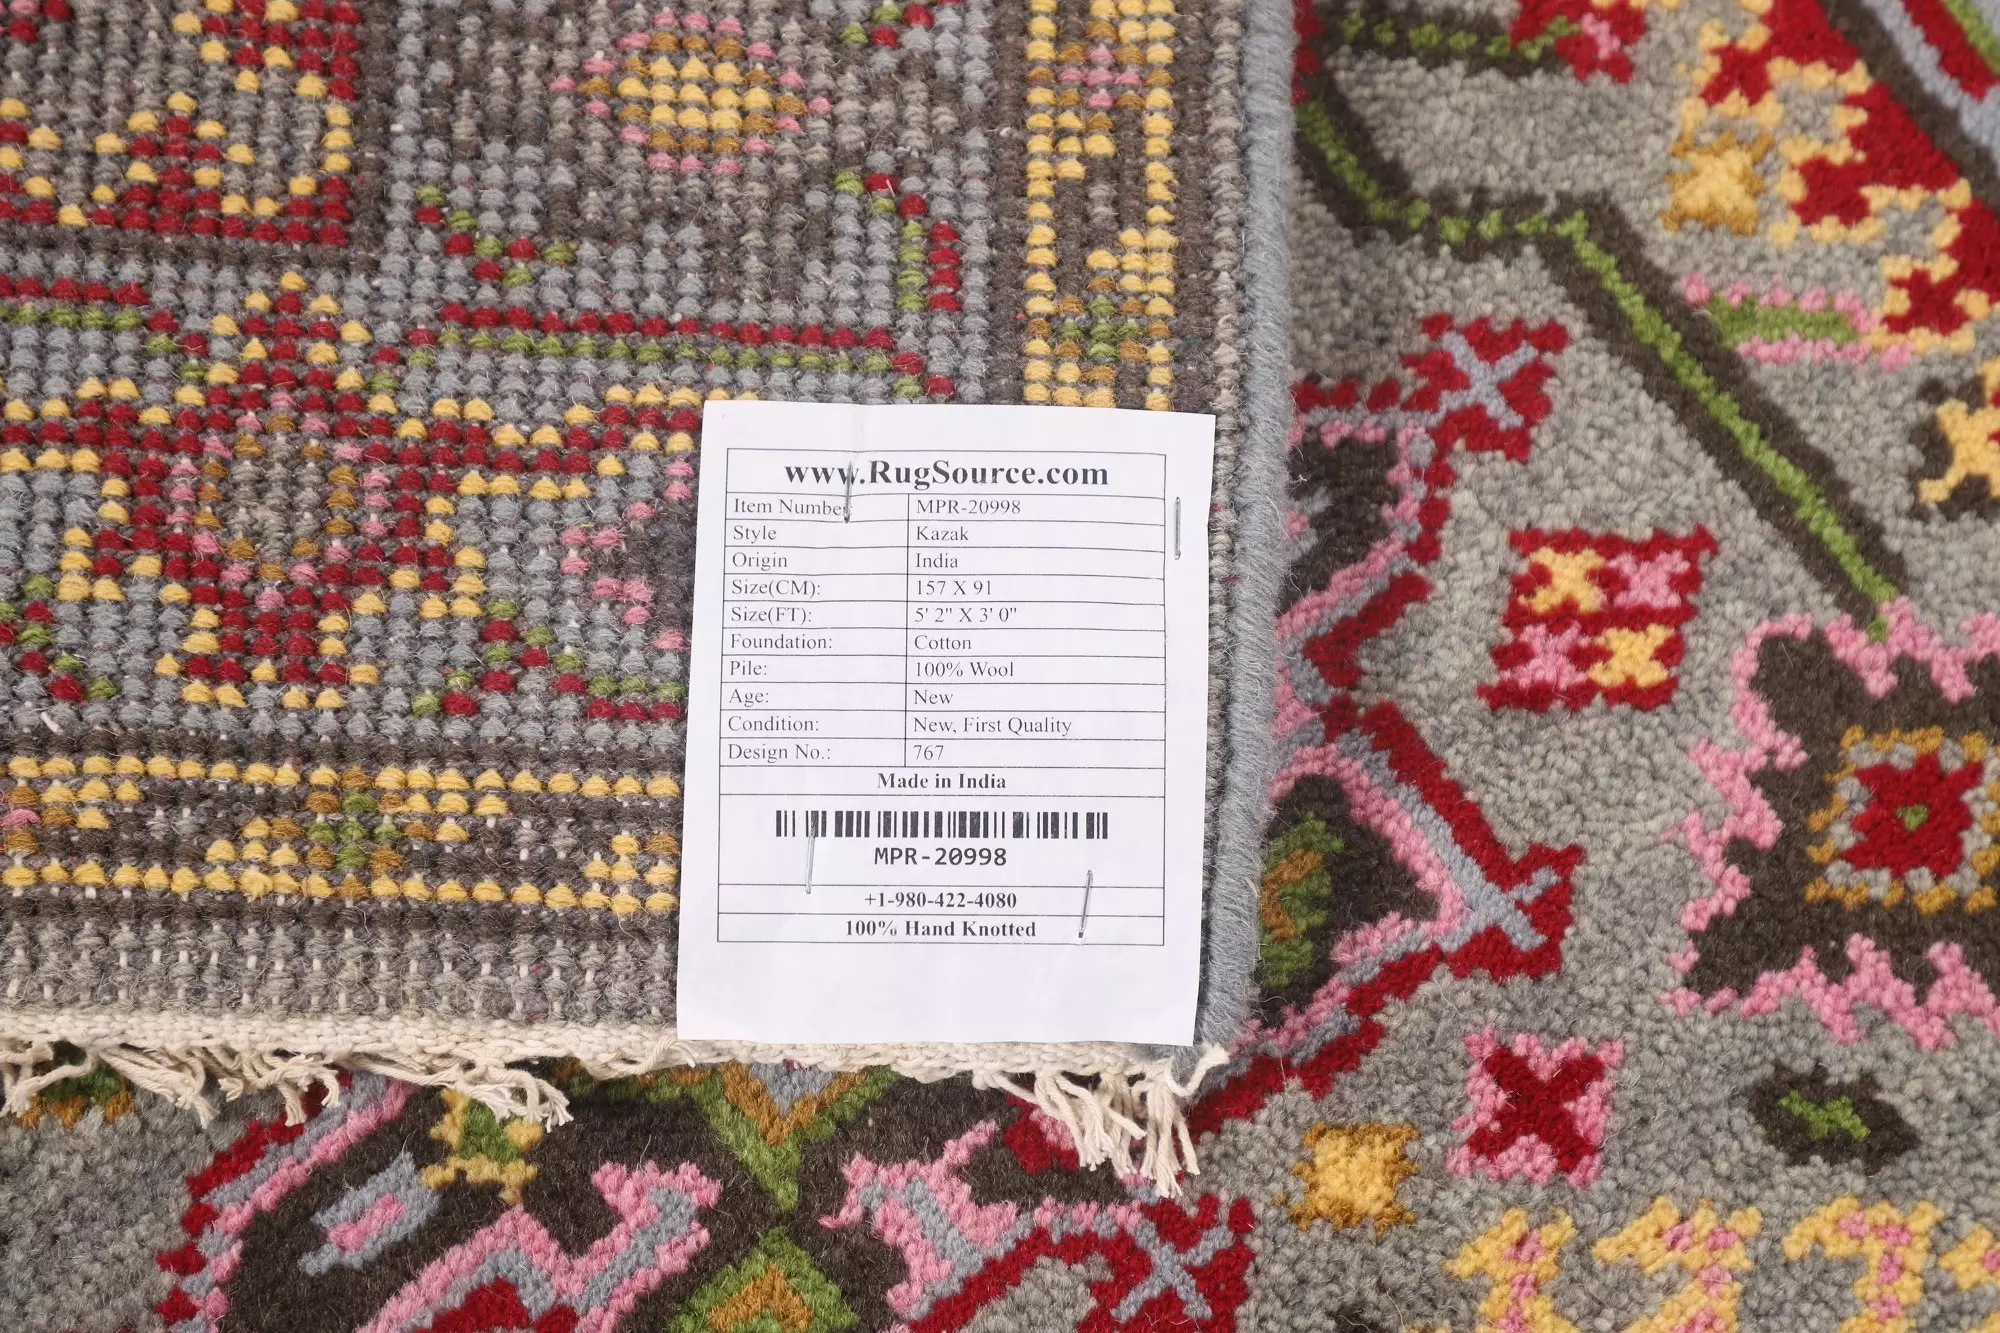 www.RugSource.com
Item Number: MPR-20998
Style Kazak
Origin India
Size(CM): 157 X 91
Size(FT): 5' 2" X 3' 0"
Foundation: Cotton
Pile: 100% Wool
Age: New
Condition: New, First Quality
Design No.: 767
Made in India
MPR-20998
+1-980-422-4080
100% Hand Knotted